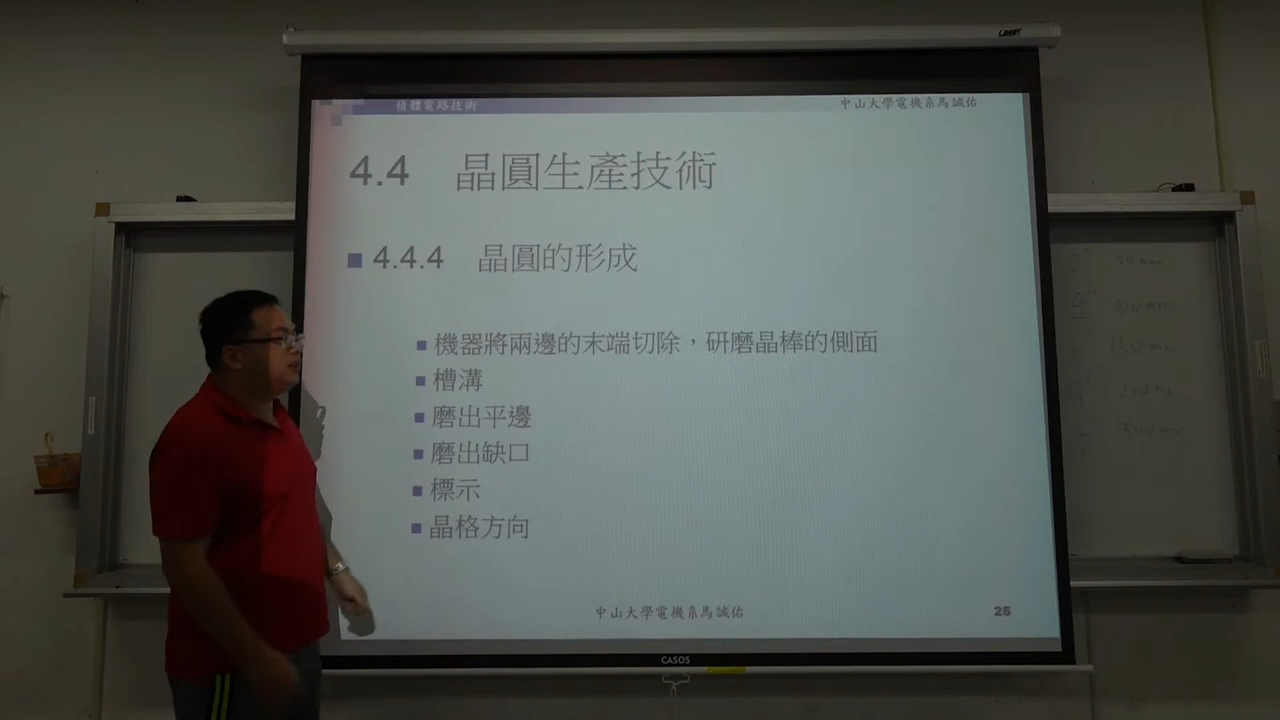 積體電路技術
中山大學電機系馬誠佑
4.4 晶圓生產技術
4.4.4 晶圓的形成
機器將兩邊的末端切除，研磨晶棒的側面
槽溝
磨出平邊
磨出缺口
標示
晶格方向
中山大學電機系馬誠佑
25
CASOS